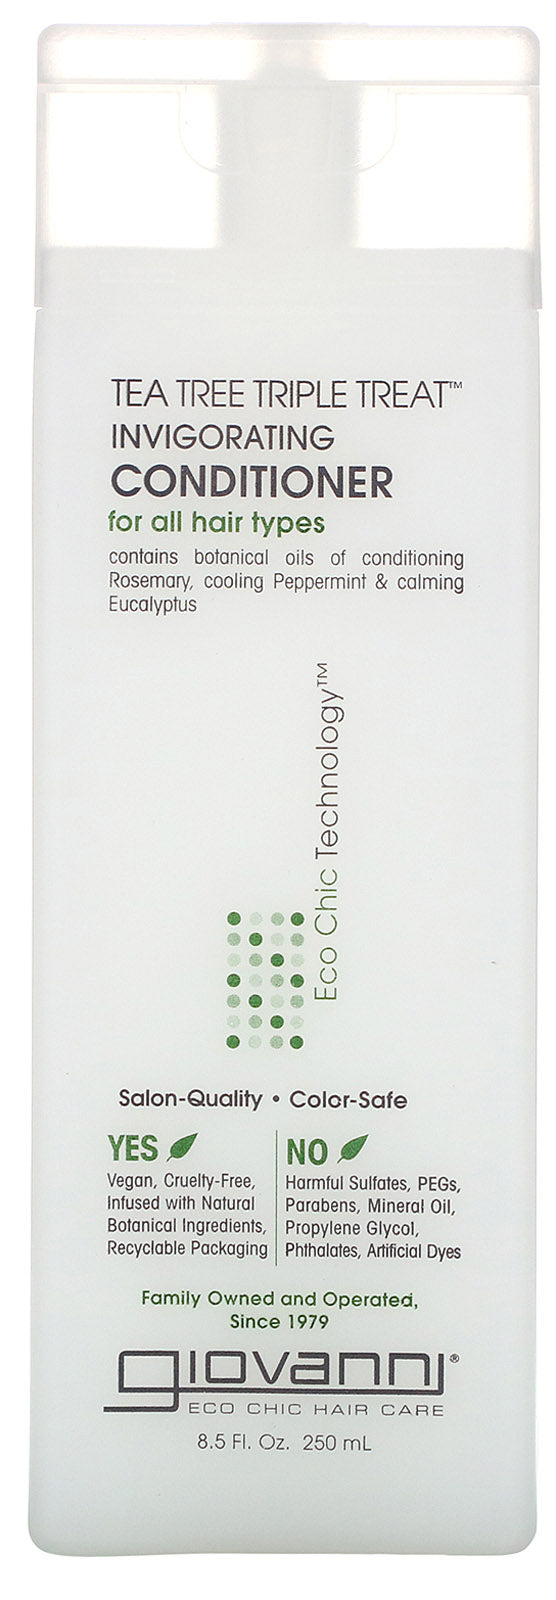 TEA TREE TRIPLE TREAT™
INVIGORATING
CONDITIONER
for all hair types
contains botanical oils of conditioning
Rosemary, cooling Peppermint & calming
Eucalyptus
Eco Chic Technology™
Salon-Quality • Color-Safe
YES
Vegan, Cruelty-Free,
Infused with Natural
Botanical Ingredients,
Recyclable Packaging
NO
Harmful Sulfates, PEGs,
Parabens, Mineral Oil,
Propylene Glycol,
Phthalates, Artificial Dyes
Family Owned and Operated,
Since 1979
giovanni®
ECO CHIC HAIR CARE
8.5 Fl. Oz. 250 mL